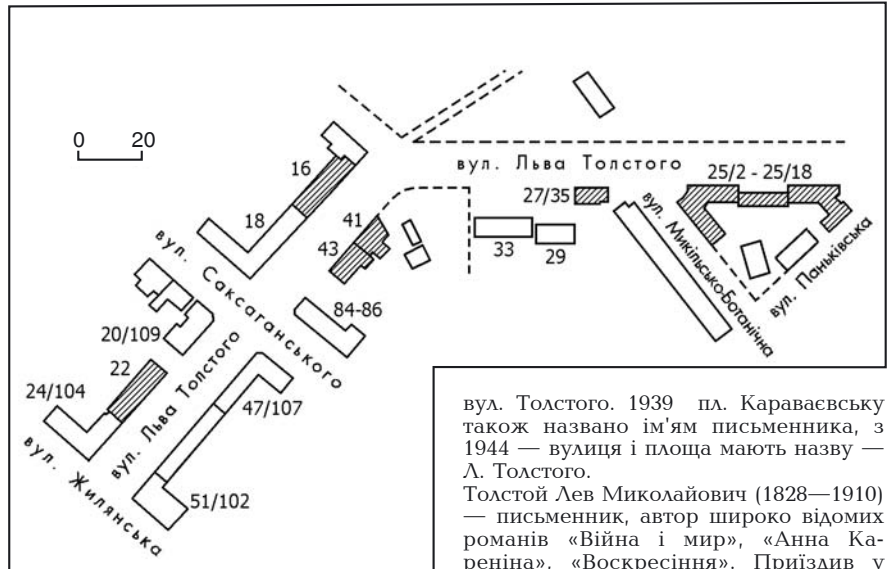 0 20
16
18
вул. Льва Толстого
27/35
25/2 - 25/18
41
43
33
29
вул. Микільсько-Ботанічна
вул. Паньківська
вул. Саксаганського
84-86
20/109
22
24/104
вул. Льва Толстого
47/107
вул. Жилянська
51/102
вул. Толстого. 1939 пл. Караваєвську
також названо ім'ям письменника, з
1944 — вулиця і площа мають назву —
Л. Толстого.
Толстой Лев Миколайович (1828—1910)
— письменник, автор широко відомих
романів «Війна і мир», «Анна Ка-
реніна», «Воскресіння». Приїздив у